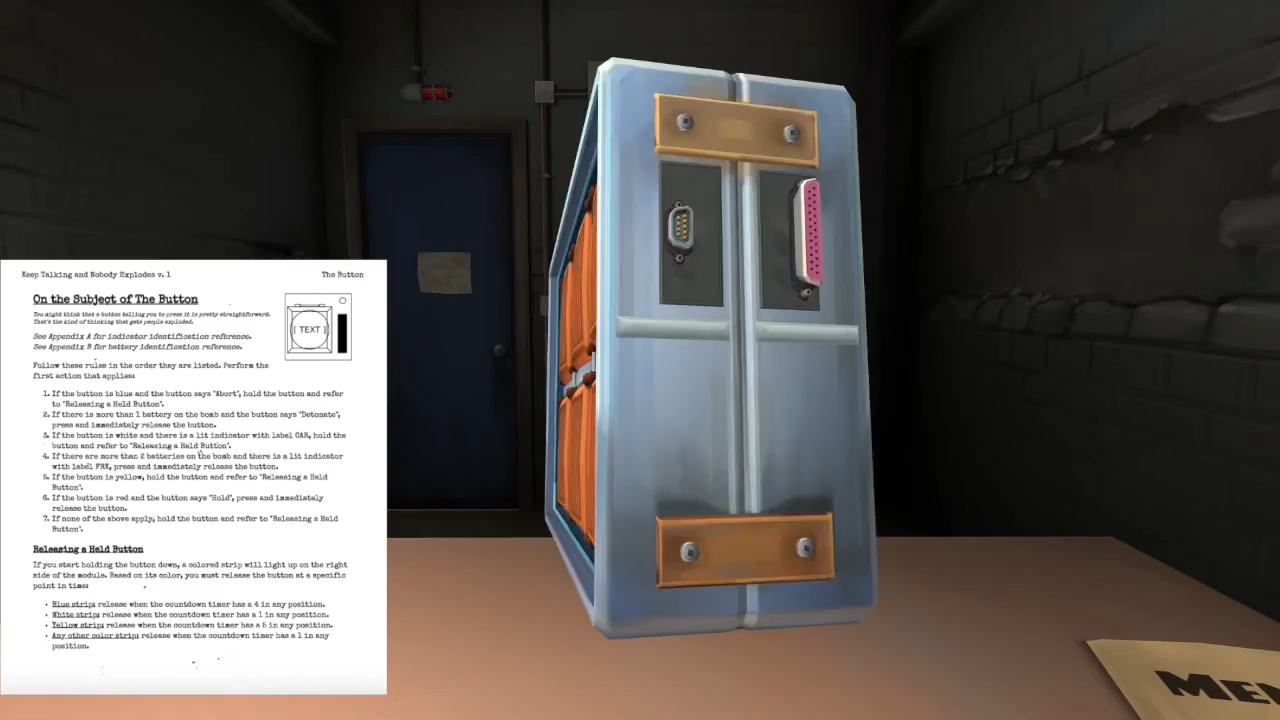 Keep Talking and Nobody Explodes v. 1
The Button
On the Subject of The Button
You might think that a button telling you to press it is pretty straightforward.
That's the kind of thinking that gets people exploded.
See Appendix A for indicator identification reference.
See Appendix B for battery identification reference.
[ TEXT ]
Follow these rules in the order they are listed. Perform the
first action that applies:
1. If the button is blue and the button says "Abort", hold the button and refer
to "Releasing a Held Button".
2. If there is more than 1 battery on the bomb and the button says "Detonate",
press and immediately release the button.
3. If the button is white and there is a lit indicator with label CAR, hold the
button and refer to "Releasing a Held Button".
4. If there are more than 2 batteries on the bomb and there is a lit indicator
with label FRK, press and immediately release the button.
5. If the button is yellow, hold the button and refer to "Releasing a Held
Button".
6. If the button is red and the button says "Hold", press and immediately
release the button.
7. If none of the above apply, hold the button and refer to "Releasing a Held
Button".
Releasing a Held Button
If you start holding the button down, a colored strip will light up on the right
side of the module. Based on its color, you must release the button at a specific
point in time:
• Blue strip: release when the countdown timer has a 4 in any position.
• White strip: release when the countdown timer has a 1 in any position.
• Yellow strip: release when the countdown timer has a 5 in any position.
• Any other color strip: release when the countdown timer has a 1 in any
position.